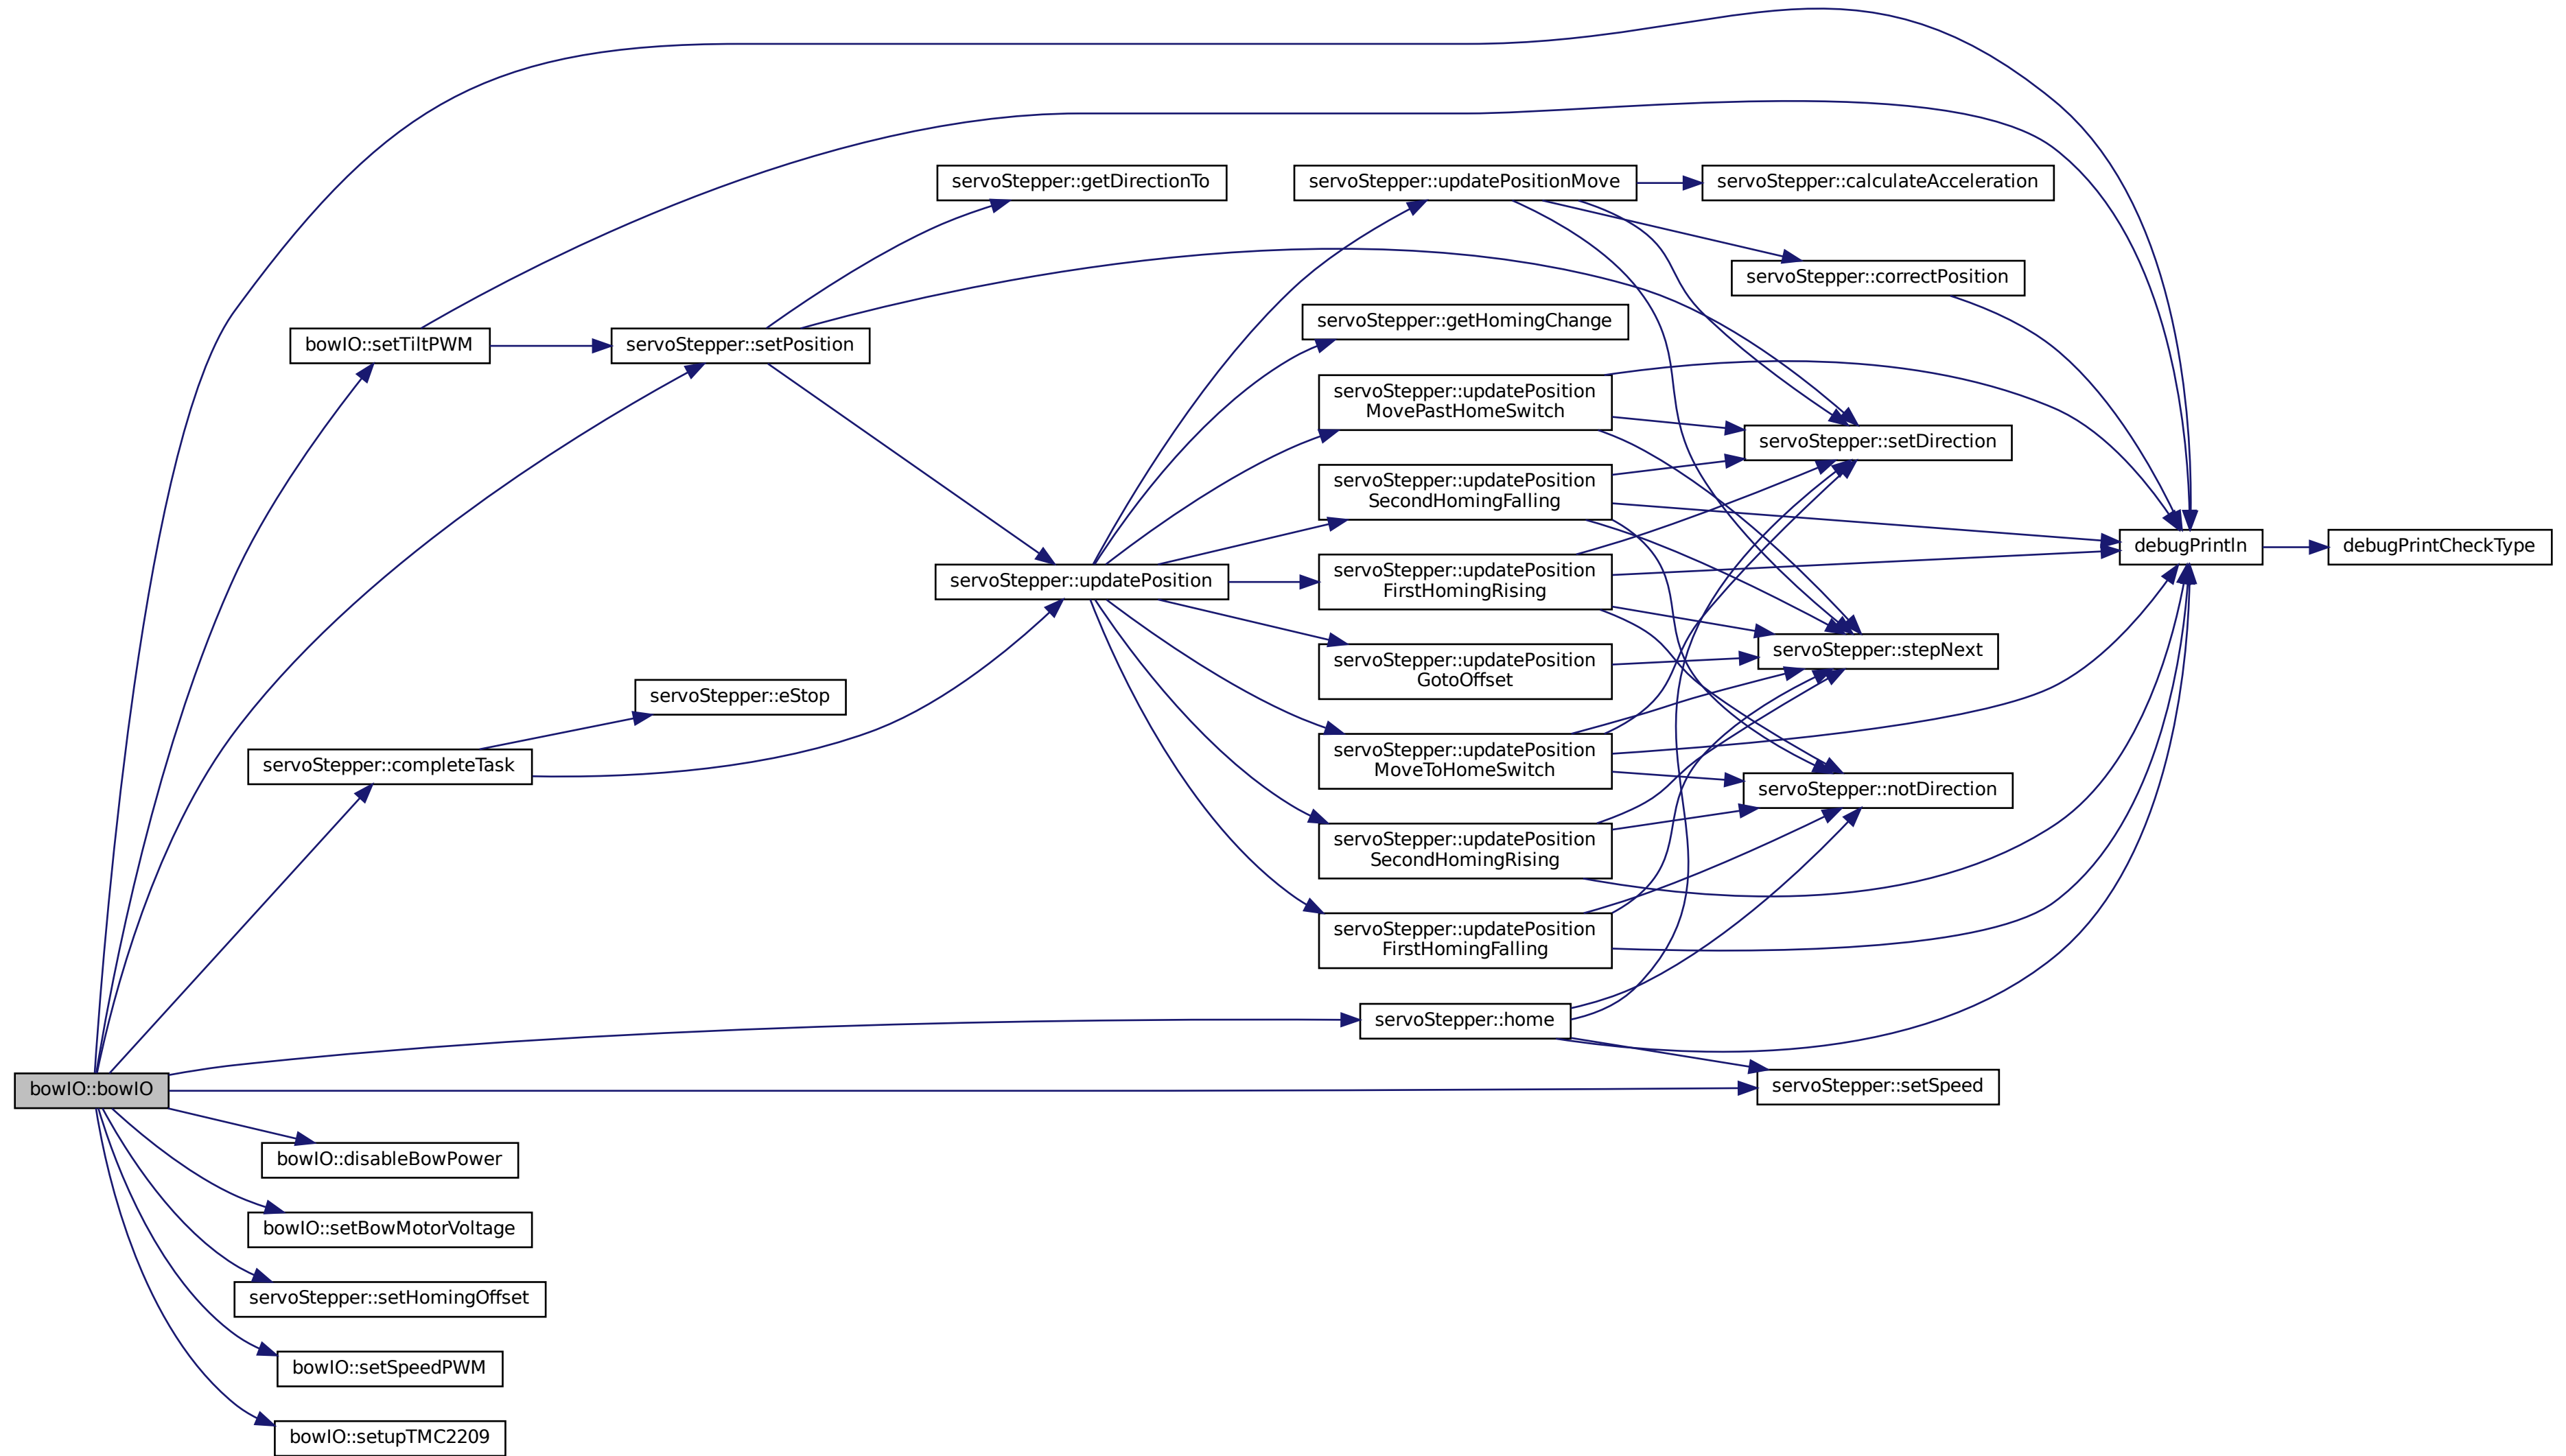 servoStepper::getDirectionTo
servoStepper::updatePositionMove
servoStepper::calculateAcceleration
servoStepper::correctPosition
servoStepper::getHomingChange
bowIO::setTiltPWM
servoStepper::setPosition
servoStepper::updatePosition
MovePastHomeSwitch
servoStepper::setDirection
servoStepper::updatePosition
SecondHomingFalling
debugPrintln
debugPrintCheckType
servoStepper::updatePosition
servoStepper::updatePosition
FirstHomingRising
servoStepper::stepNext
servoStepper::updatePosition
GotoOffset
servoStepper::eStop
servoStepper::completeTask
servoStepper::updatePosition
MoveToHomeSwitch
servoStepper::notDirection
servoStepper::updatePosition
SecondHomingRising
servoStepper::updatePosition
FirstHomingFalling
servoStepper::home
bowIO::bowIO
servoStepper::setSpeed
bowIO::disableBowPower
bowIO::setBowMotorVoltage
servoStepper::setHomingOffset
bowIO::setSpeedPWM
bowIO::setupTMC2209